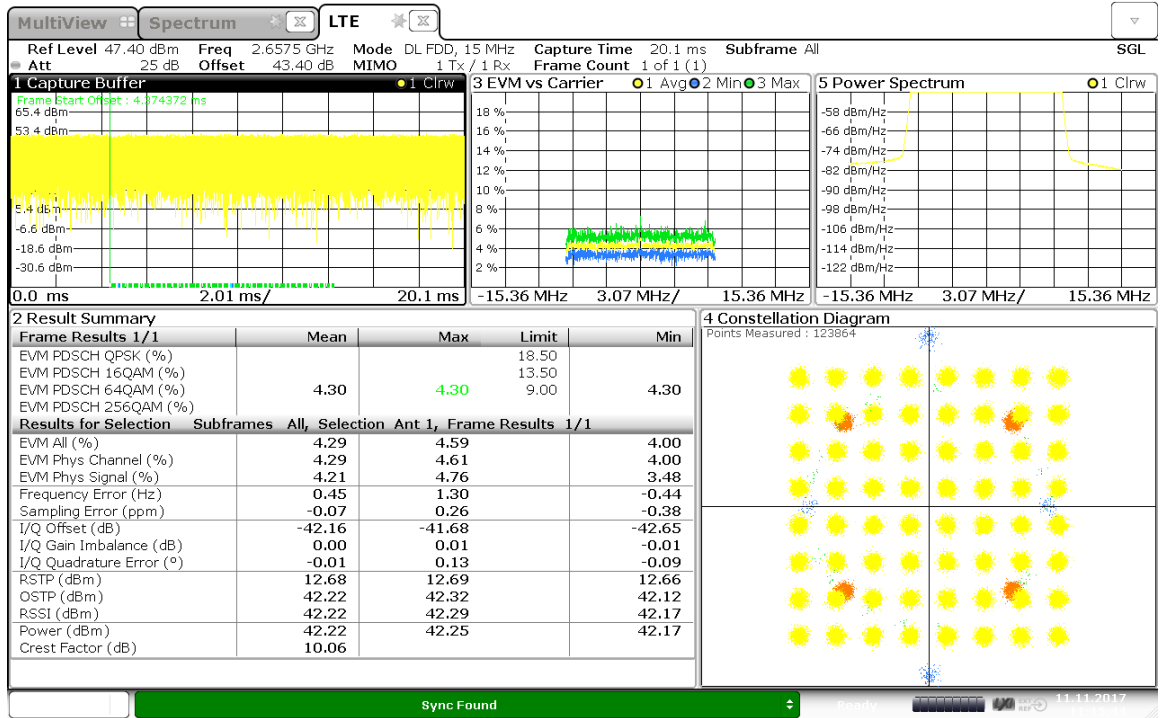 MultiView Spectrum LTE
Ref Level 47.40 dBm Freq 2.6575 GHz Mode DL FDD, 15 MHz Capture Time 20.1 ms Subframe All SGL
Att 25 dB Offset 43.40 dB MIMO 1 Tx / 1 Rx Frame Count 1 of 1 (1)
1 Capture Buffer 1 Clrw
Frame Start Offset : 4.374372 ms
65.4 dBm
53.4 dBm
5.4 dBm
-6.6 dBm
-18.6 dBm
-30.6 dBm
0.0 ms 2.01 ms/ 20.1 ms
3 EVM vs Carrier 1 Avg 2 Min 3 Max
18 %
16 %
14 %
12 %
10 %
8 %
6 %
4 %
2 %
-15.36 MHz 3.07 MHz/ 15.36 MHz
5 Power Spectrum 1 Clrw
-58 dBm/Hz
-66 dBm/Hz
-74 dBm/Hz
-82 dBm/Hz
-90 dBm/Hz
-98 dBm/Hz
-106 dBm/Hz
-114 dBm/Hz
-122 dBm/Hz
-15.36 MHz 3.07 MHz/ 15.36 MHz
2 Result Summary
Frame Results 1/1 Mean Max Limit Min
EVM PDSCH QPSK (%) 18.50
EVM PDSCH 16QAM (%) 13.50
EVM PDSCH 64QAM (%) 4.30 4.30 9.00 4.30
EVM PDSCH 256QAM (%)
Results for Selection Subframes All, Selection Ant 1, Frame Results 1/1
EVM All (%) 4.29 4.59 4.00
EVM Phys Channel (%) 4.29 4.61 4.00
EVM Phys Signal (%) 4.21 4.76 3.48
Frequency Error (Hz) 0.45 1.30 -0.44
Sampling Error (ppm) -0.07 0.26 -0.38
I/Q Offset (dB) -42.16 -41.68 -42.65
I/Q Gain Imbalance (dB) 0.00 0.01 -0.01
I/Q Quadrature Error (º) -0.01 0.13 -0.09
RSTP (dBm) 12.68 12.69 12.66
OSTP (dBm) 42.22 42.32 42.12
RSSI (dBm) 42.22 42.29 42.17
Power (dBm) 42.22 42.25 42.17
Crest Factor (dB) 10.06
4 Constellation Diagram
Points Measured : 123864
Sync Found
Ready
11.11.2017